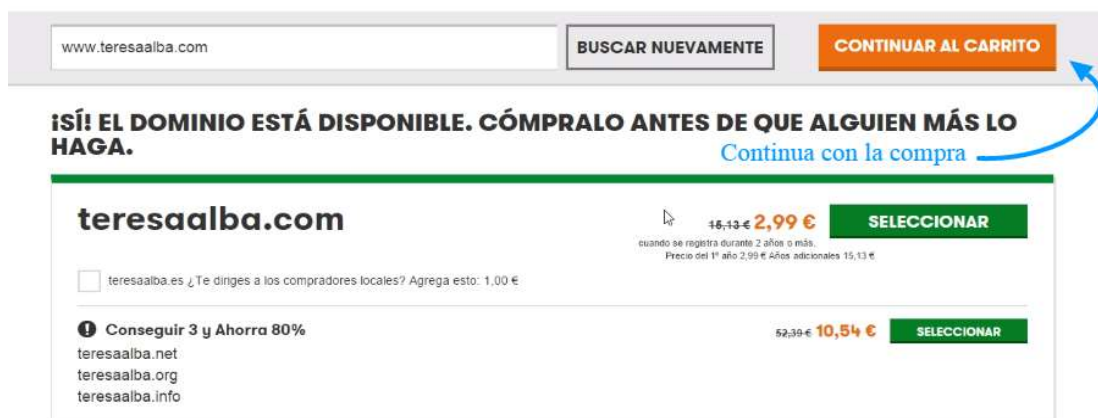 www.teresaalba.com
BUSCAR NUEVAMENTE
CONTINUAR AL CARRITO
¡SÍ! EL DOMINIO ESTÁ DISPONIBLE. CÓMPRALO ANTES DE QUE ALGUIEN MÁS LO
HAGA.
Continua con la compra
teresaalba.com
15,13 € 2,99 €
SELECCIONAR
cuando se registra durante 2 años o más.
Precio del 1º año 2,99 € Años adicionales 15,13 €
teresaalba.es ¿Te diriges a los compradores locales? Agrega esto: 1,00 €
Conseguir 3 y Ahorra 80%
52,39 € 10,54 €
SELECCIONAR
teresaalba.net
teresaalba.org
teresaalba.info